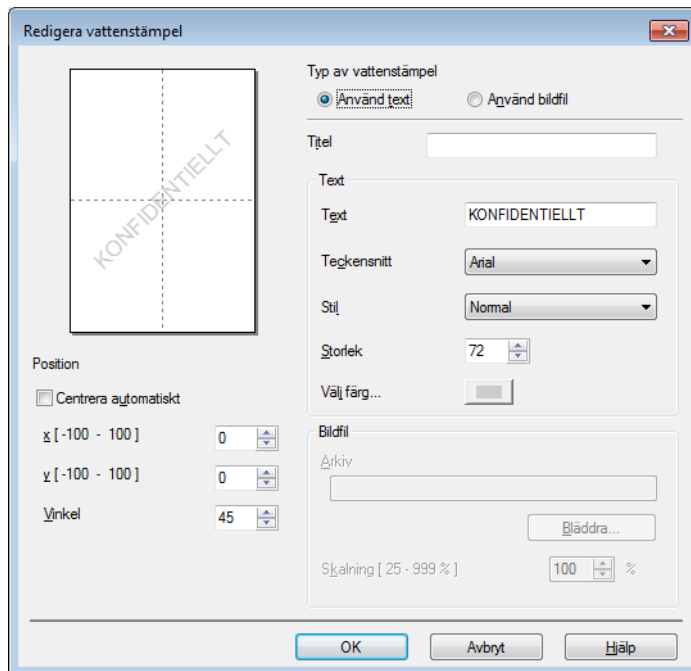 Redigera vattenstämpel
KONFIDENTIELLT
Typ av vattenstämpel
Använd text
Använd bildfil
Titel
Text
Text KONFIDENTIELLT
Teckensnitt Arial
Stil Normal
Storlek 72
Välj färg...
Position
Centrera automatiskt
x [ -100 - 100 ] 0
y [ -100 - 100 ] 0
Vinkel 45
Bildfil
Arkiv
Bläddra...
Skalning [ 25 - 999 % ] 100 %
OK Avbryt Hjälp